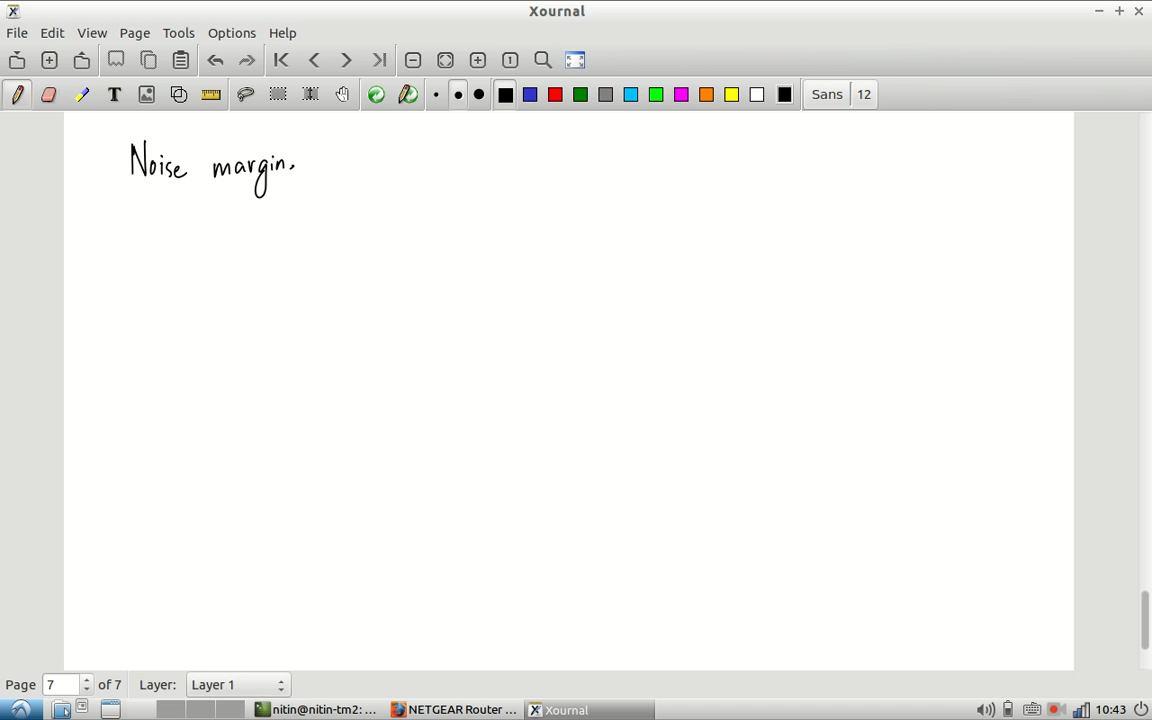 Xournal
File Edit View Page Tools Options Help
Sans 12
Noise margin.
Page 7 of 7 Layer: Layer 1
nitin@nitin-tm2: ... NETGEAR Router ... Xournal 10:43